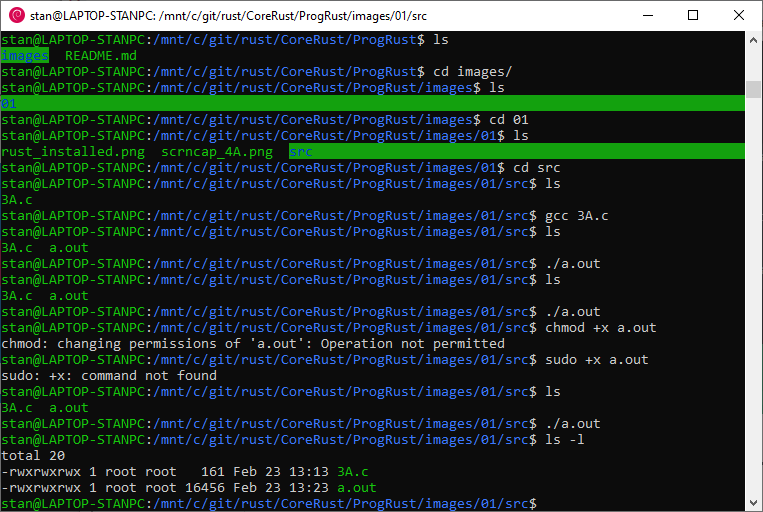 stan@LAPTOP-STANPC: /mnt/c/git/rust/CoreRust/ProgRust/images/01/src
stan@LAPTOP-STANPC:/mnt/c/git/rust/CoreRust/ProgRust$ ls
images  README.md
stan@LAPTOP-STANPC:/mnt/c/git/rust/CoreRust/ProgRust$ cd images/
stan@LAPTOP-STANPC:/mnt/c/git/rust/CoreRust/ProgRust/images$ ls
01
stan@LAPTOP-STANPC:/mnt/c/git/rust/CoreRust/ProgRust/images$ cd 01
stan@LAPTOP-STANPC:/mnt/c/git/rust/CoreRust/ProgRust/images/01$ ls
rust_installed.png  scrncap_4A.png  src
stan@LAPTOP-STANPC:/mnt/c/git/rust/CoreRust/ProgRust/images/01$ cd src
stan@LAPTOP-STANPC:/mnt/c/git/rust/CoreRust/ProgRust/images/01/src$ ls
3A.c
stan@LAPTOP-STANPC:/mnt/c/git/rust/CoreRust/ProgRust/images/01/src$ gcc 3A.c
stan@LAPTOP-STANPC:/mnt/c/git/rust/CoreRust/ProgRust/images/01/src$ ls
3A.c  a.out
stan@LAPTOP-STANPC:/mnt/c/git/rust/CoreRust/ProgRust/images/01/src$ ./a.out
stan@LAPTOP-STANPC:/mnt/c/git/rust/CoreRust/ProgRust/images/01/src$ ls
3A.c  a.out
stan@LAPTOP-STANPC:/mnt/c/git/rust/CoreRust/ProgRust/images/01/src$ ./a.out
stan@LAPTOP-STANPC:/mnt/c/git/rust/CoreRust/ProgRust/images/01/src$ chmod +x a.out
chmod: changing permissions of 'a.out': Operation not permitted
stan@LAPTOP-STANPC:/mnt/c/git/rust/CoreRust/ProgRust/images/01/src$ sudo +x a.out
sudo: +x: command not found
stan@LAPTOP-STANPC:/mnt/c/git/rust/CoreRust/ProgRust/images/01/src$ ls
3A.c  a.out
stan@LAPTOP-STANPC:/mnt/c/git/rust/CoreRust/ProgRust/images/01/src$ ./a.out
stan@LAPTOP-STANPC:/mnt/c/git/rust/CoreRust/ProgRust/images/01/src$ ls -l
total 20
-rwxrwxrwx 1 root root   161 Feb 23 13:13 3A.c
-rwxrwxrwx 1 root root 16456 Feb 23 13:23 a.out
stan@LAPTOP-STANPC:/mnt/c/git/rust/CoreRust/ProgRust/images/01/src$